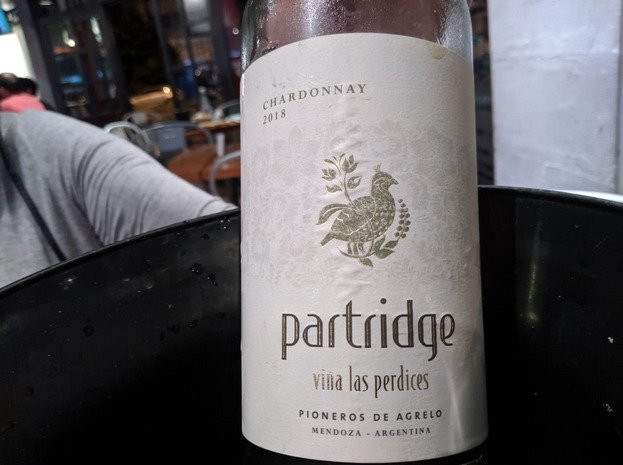 CHARDONNAY
2018
partridge
viña las perdices
PIONEROS DE AGRELO
MENDOZA - ARGENTINA